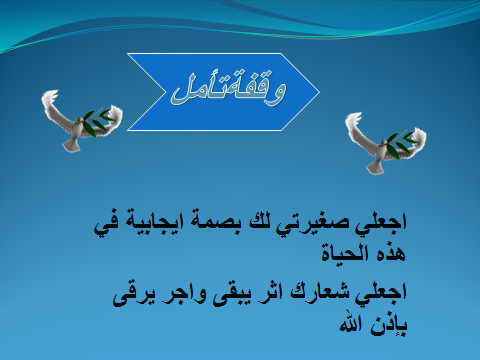 وقفة تأمل
اجعلي صغيرتي لك بصمة ايجابية في
هذه الحياة
اجعلي شعارك اثر يبقى واجر يرقى
بإذن الله